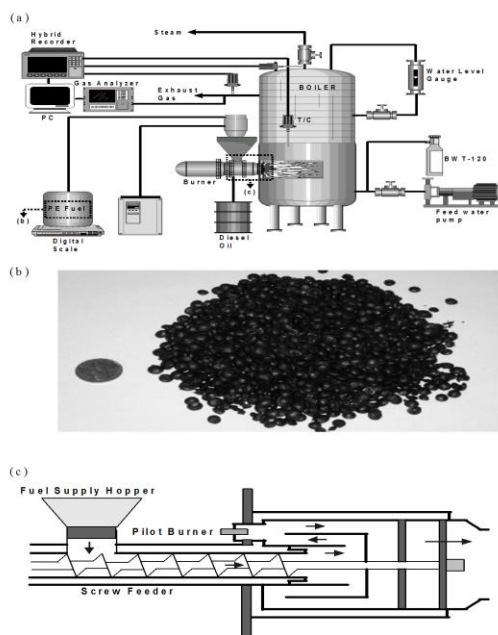 (a)
Steam
Hybrid
Recorder
Gas Analyzer
PC
Exhaust
Gas
BOILER
T/C
Water Level
Gauge
BW T-120
Burner
(c)
PE Fuel
(b)
Digital
Scale
Diesel
Oil
Feed water
pump
(b)
(c)
Fuel Supply Hopper
Pilot Burner
Screw Feeder